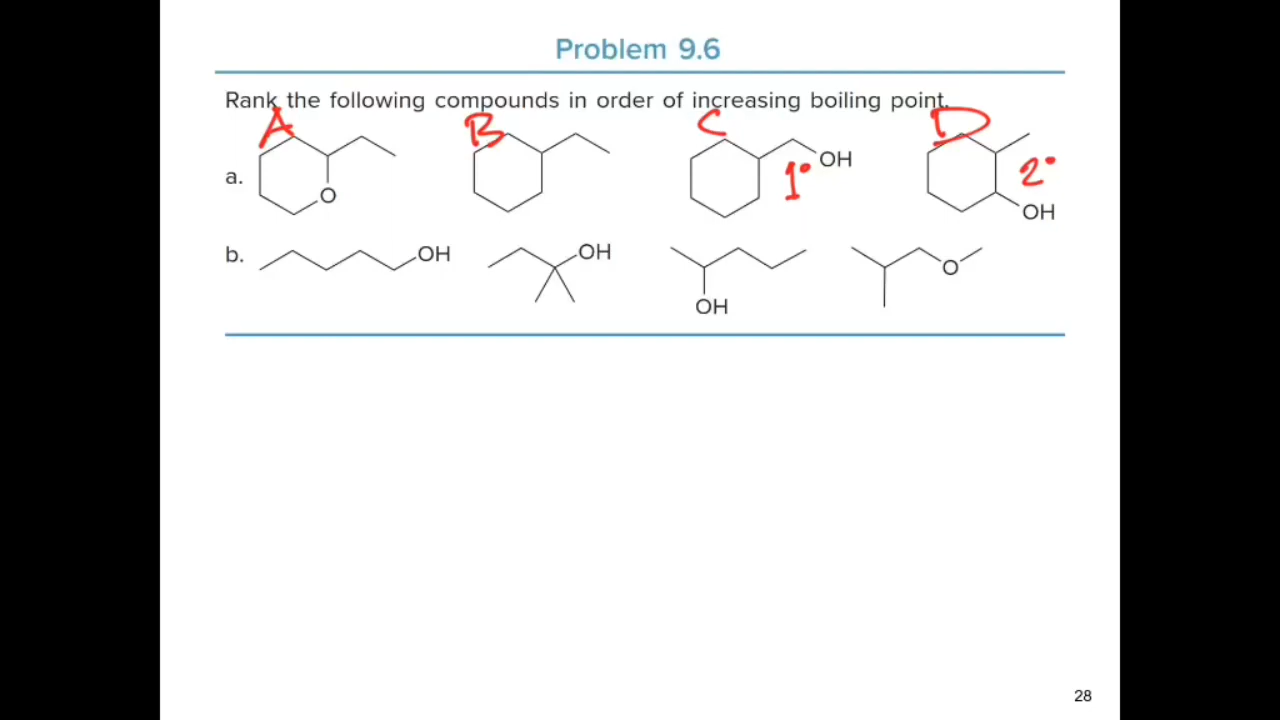 Problem 9.6
Rank the following compounds in order of increasing boiling point.
A B C D
a. O OH 1° 2° OH
b. OH OH OH O
28